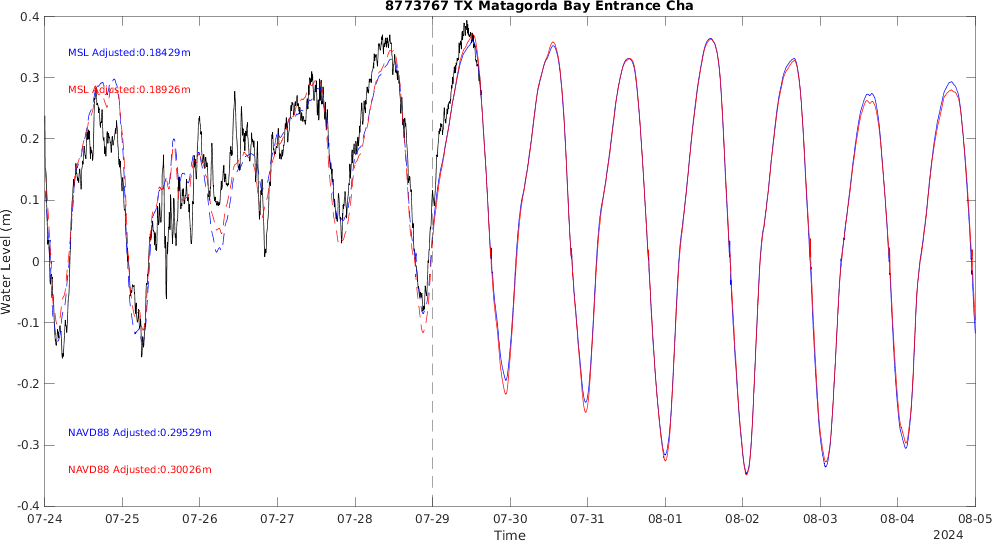 8773767 TX Matagorda Bay Entrance Cha
MSL Adjusted:0.18429m
MSL Adjusted:0.18926m
NAVD88 Adjusted:0.29529m
NAVD88 Adjusted:0.30026m
Water Level (m)
0.4
0.3
0.2
0.1
0
-0.1
-0.2
-0.3
-0.4
07-24 07-25 07-26 07-27 07-28 07-29 07-30 07-31 08-01 08-02 08-03 08-04 08-05
Time
2024